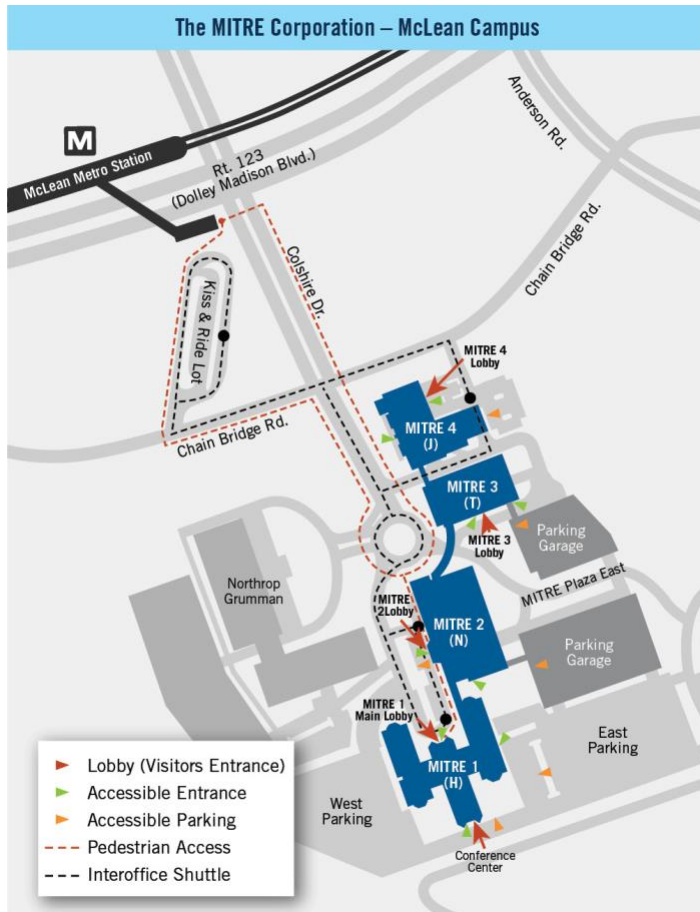 The MITRE Corporation – McLean Campus
M
McLean Metro Station
Rt. 123
(Dolley Madison Blvd.)
Anderson Rd.
Chain Bridge Rd.
Colshire Dr.
Kiss & Ride Lot
MITRE 4
Lobby
Chain Bridge Rd.
MITRE 4
(J)
MITRE 3
(T)
MITRE 3
Lobby
Parking
Garage
Northrop
Grumman
MITRE Plaza East
MITRE
2Lobby
MITRE 2
(N)
Parking
Garage
MITRE 1
Main Lobby
East
Parking
MITRE 1
(H)
West
Parking
Conference
Center
Lobby (Visitors Entrance)
Accessible Entrance
Accessible Parking
Pedestrian Access
Interoffice Shuttle